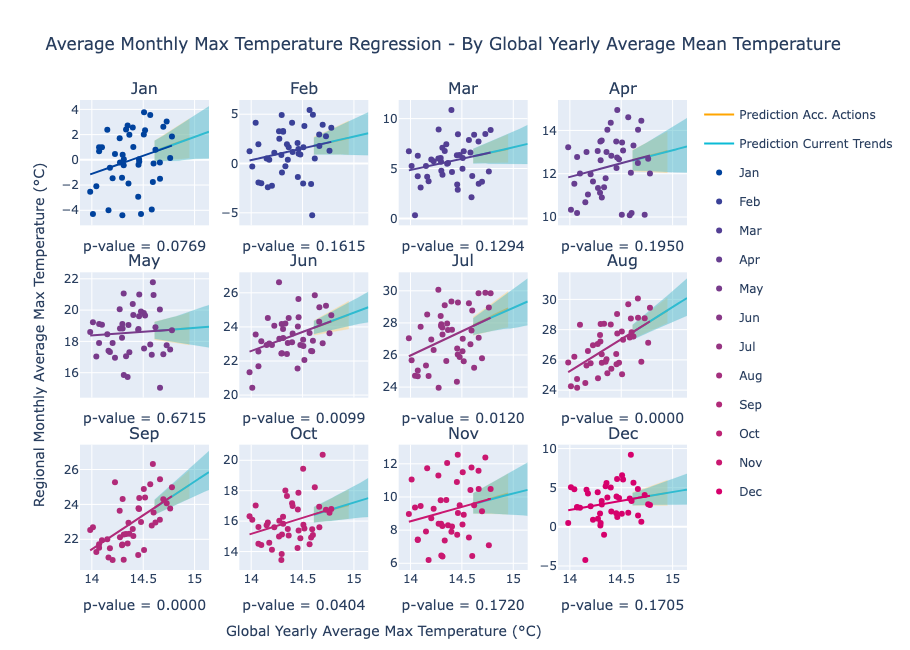 Average Monthly Max Temperature Regression - By Global Yearly Average Mean Temperature
Jan
Feb
Mar
Apr
4
2
0
−2
−4
5
0
−5
10
5
0
14
12
10
p-value = 0.0769
p-value = 0.1615
p-value = 0.1294
p-value = 0.1950
May
Jun
Jul
Aug
22
20
18
16
26
24
22
20
30
28
26
24
30
28
26
24
p-value = 0.6715
p-value = 0.0099
p-value = 0.0120
p-value = 0.0000
Sep
Oct
Nov
Dec
26
24
22
20
18
16
14
12
10
8
6
10
5
0
−5
14
14.5
15
14
14.5
15
14
14.5
15
14
14.5
15
p-value = 0.0000
p-value = 0.0404
p-value = 0.1720
p-value = 0.1705
Global Yearly Average Max Temperature (°C)
Regional Monthly Average Max Temperature (°C)
Prediction Acc. Actions
Prediction Current Trends
Jan
Feb
Mar
Apr
May
Jun
Jul
Aug
Sep
Oct
Nov
Dec